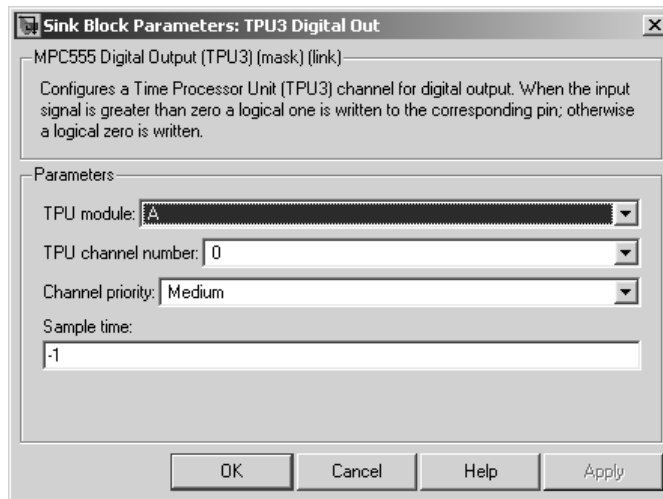 Sink Block Parameters: TPU3 Digital Out
MPC555 Digital Output (TPU3) (mask) (link)
Configures a Time Processor Unit (TPU3) channel for digital output. When the input
signal is greater than zero a logical one is written to the corresponding pin; otherwise
a logical zero is written.
Parameters
TPU module: A
TPU channel number: 0
Channel priority: Medium
Sample time:
-1
OK Cancel Help Apply